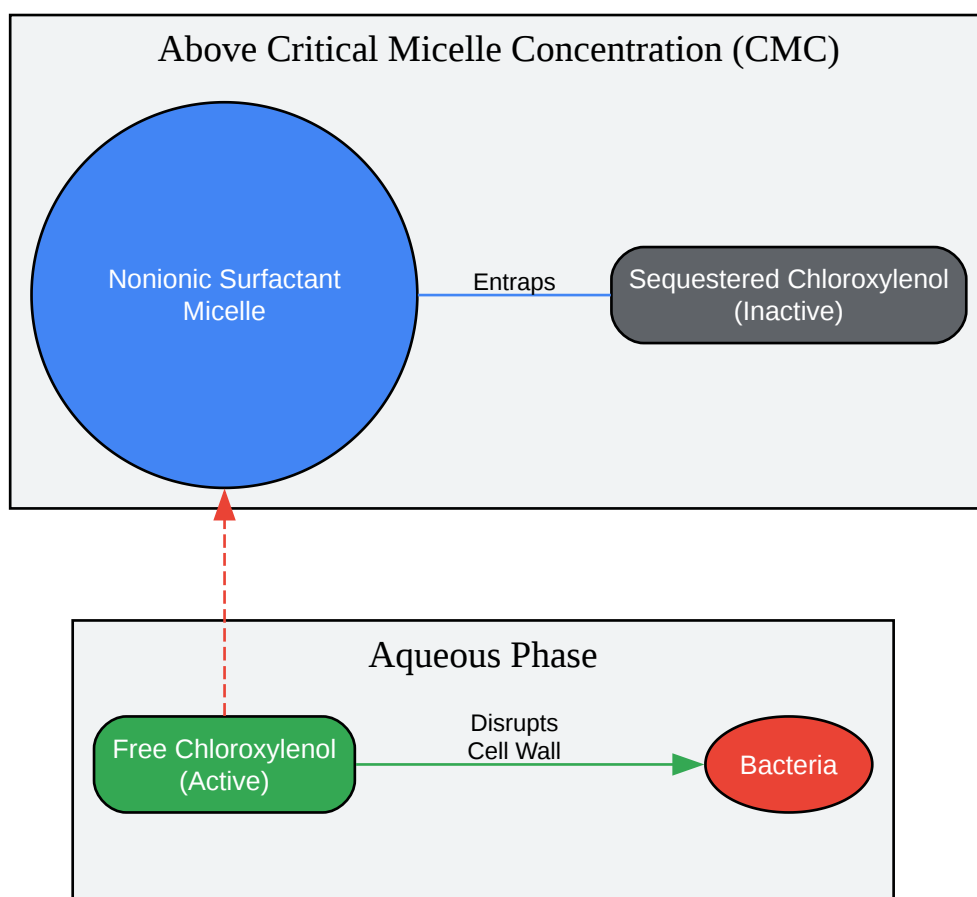 Above Critical Micelle Concentration (CMC)
Nonionic Surfactant
Micelle
Entraps
Sequestered Chloroxylenol
(Inactive)
Aqueous Phase
Free Chloroxylenol
(Active)
Disrupts
Cell Wall
Bacteria